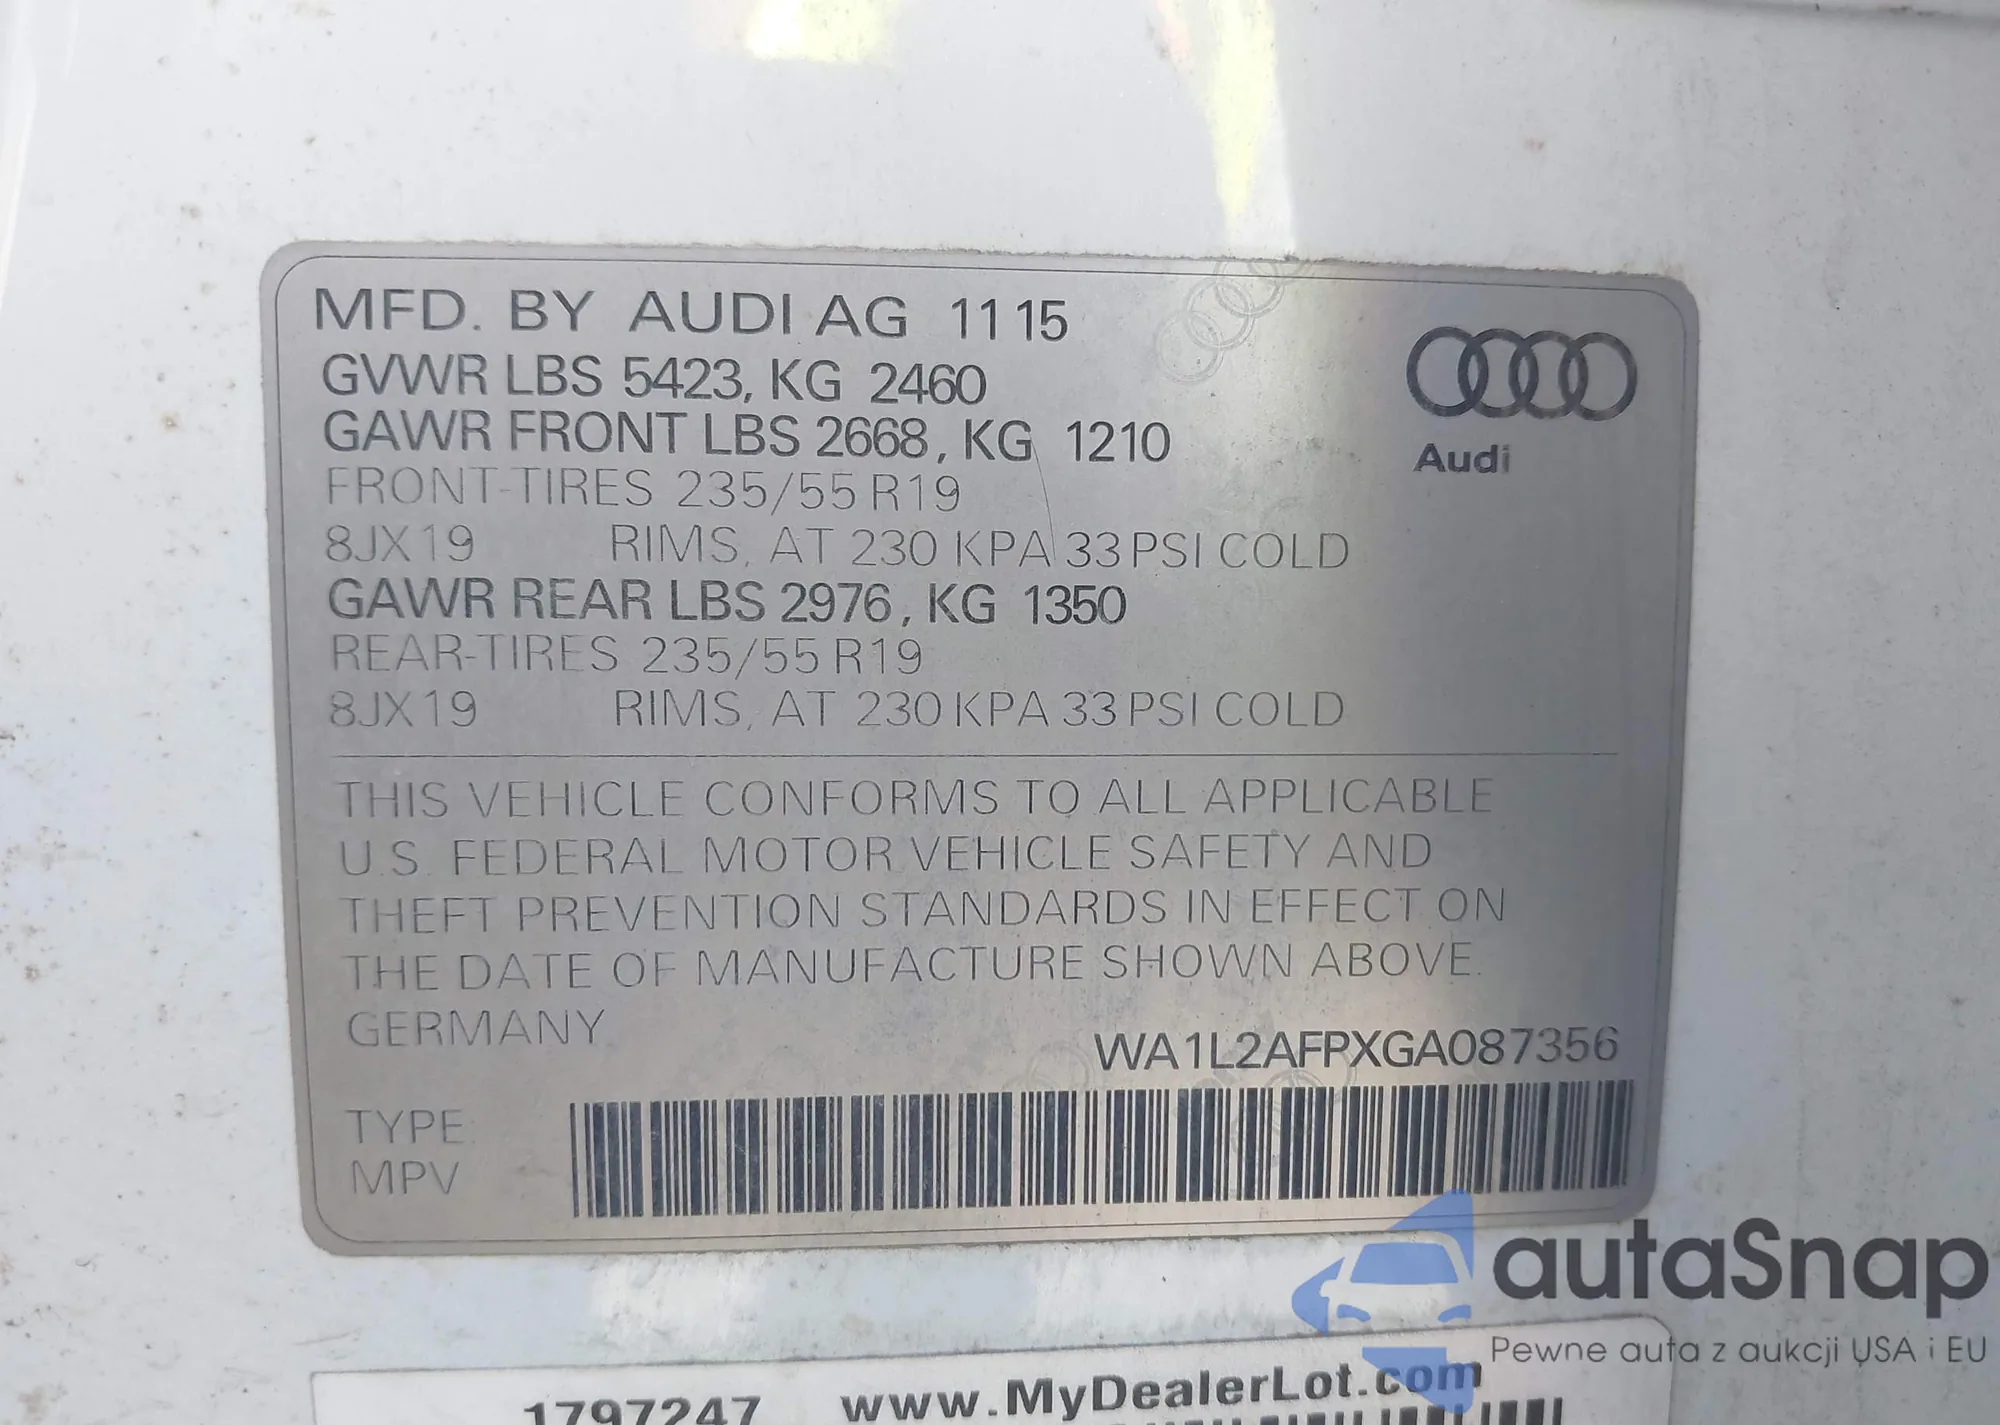 MFD. BY AUDI AG 11 15
GVWR LBS 5423, KG 2460
GAWR FRONT LBS 2668, KG 1210
FRONT-TIRES 235/55 R19
8JX19 RIMS, AT 230 KPA 33 PSI COLD
GAWR REAR LBS 2976, KG 1350
REAR-TIRES 235/55 R19
8JX19 RIMS, AT 230 KPA 33 PSI COLD
Audi
THIS VEHICLE CONFORMS TO ALL APPLICABLE
U.S. FEDERAL MOTOR VEHICLE SAFETY AND
THEFT PREVENTION STANDARDS IN EFFECT ON
THE DATE OF MANUFACTURE SHOWN ABOVE.
GERMANY
WA1L2AFPXGA087356
TYPE:
MPV
autaSnap
Pewne auta z aukcji USA i EU
1797247 www.MyDealerLot.com